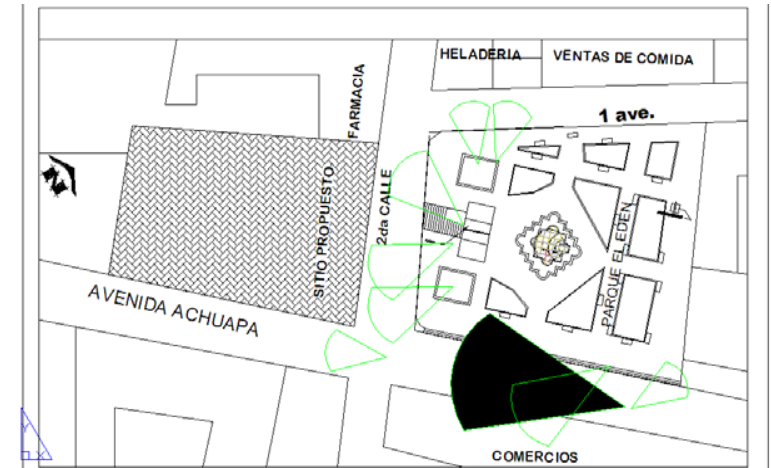 HELADERIA
VENTAS DE COMIDA
FARMACIA
1 ave.
SITIO PROPUESTO
2da CALLE
PARQUE EL EDEN
AVENIDA ACHUAPA
COMERCIOS
N
Y
X